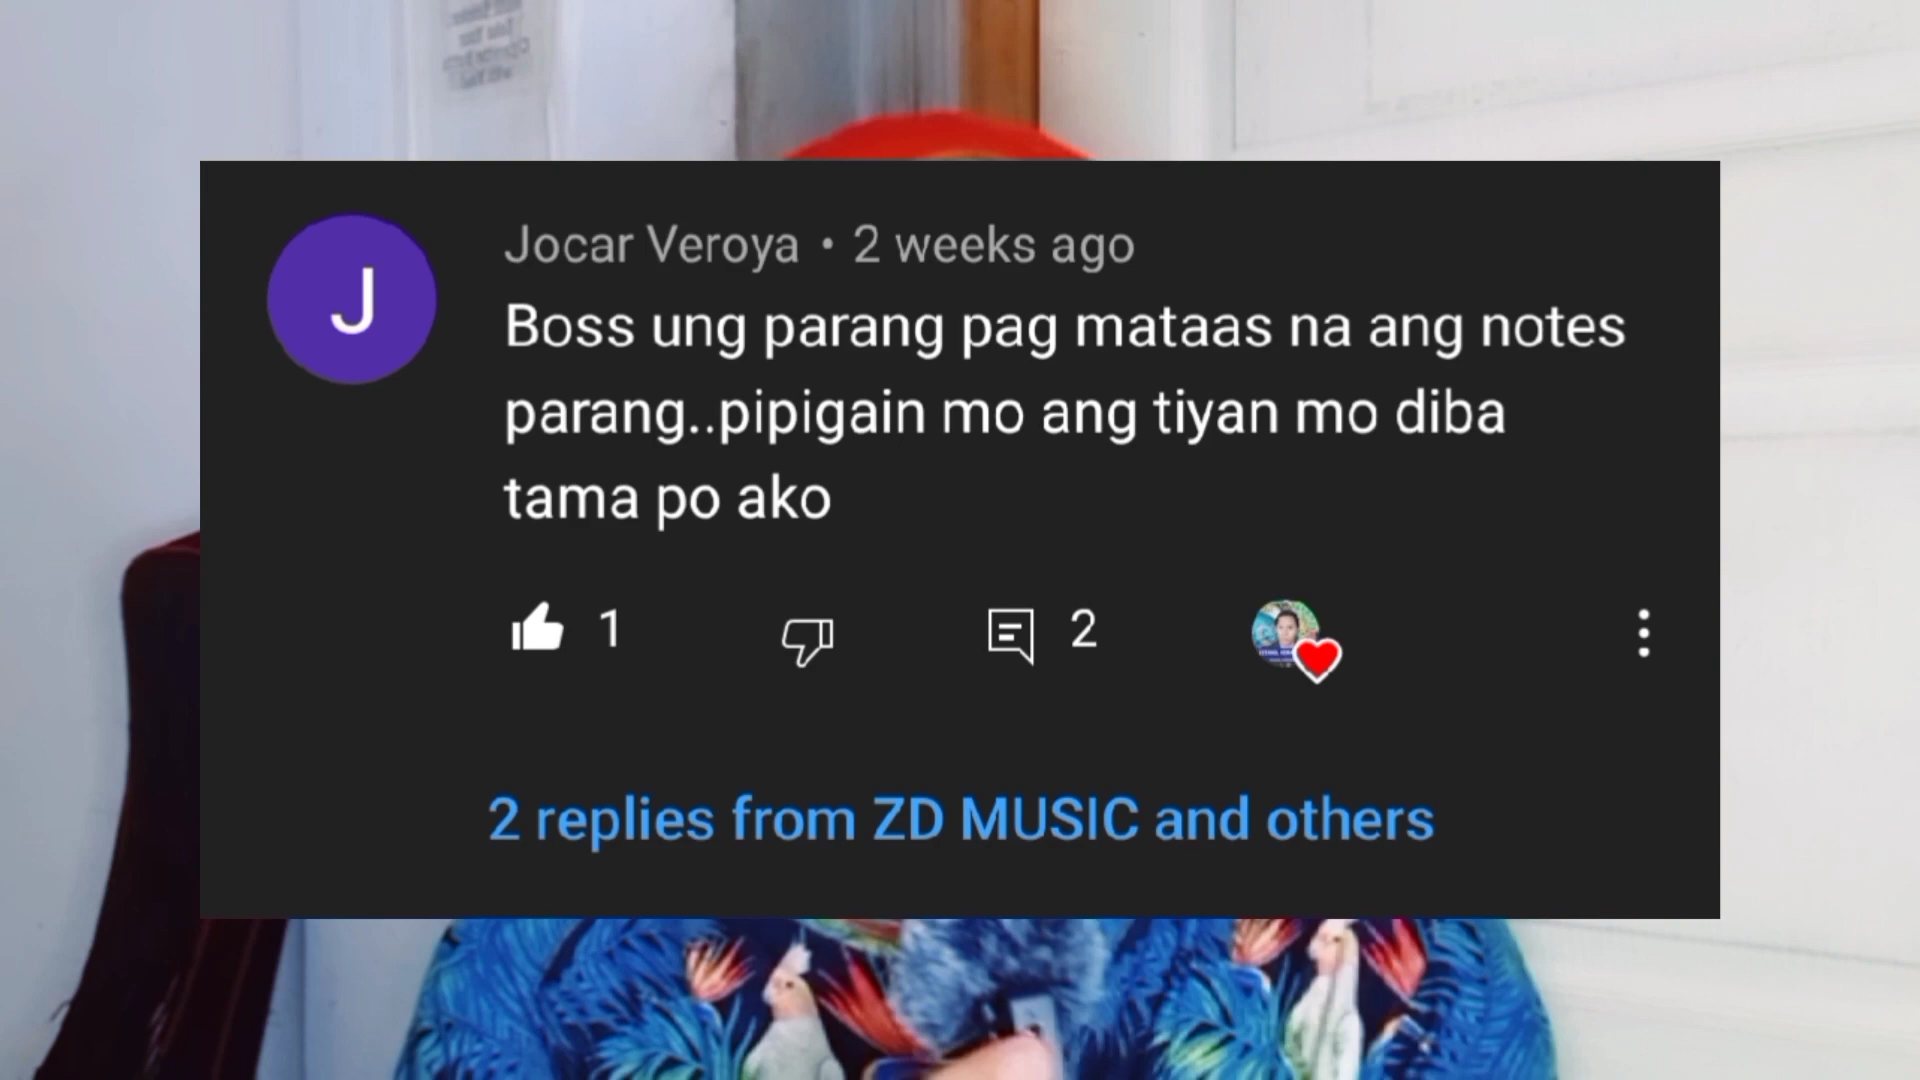 J
Jocar Veroya • 2 weeks ago
Boss ung parang pag mataas na ang notes
parang..pipigain mo ang tiyan mo diba
tama po ako
1
2
2 replies from ZD MUSIC and others